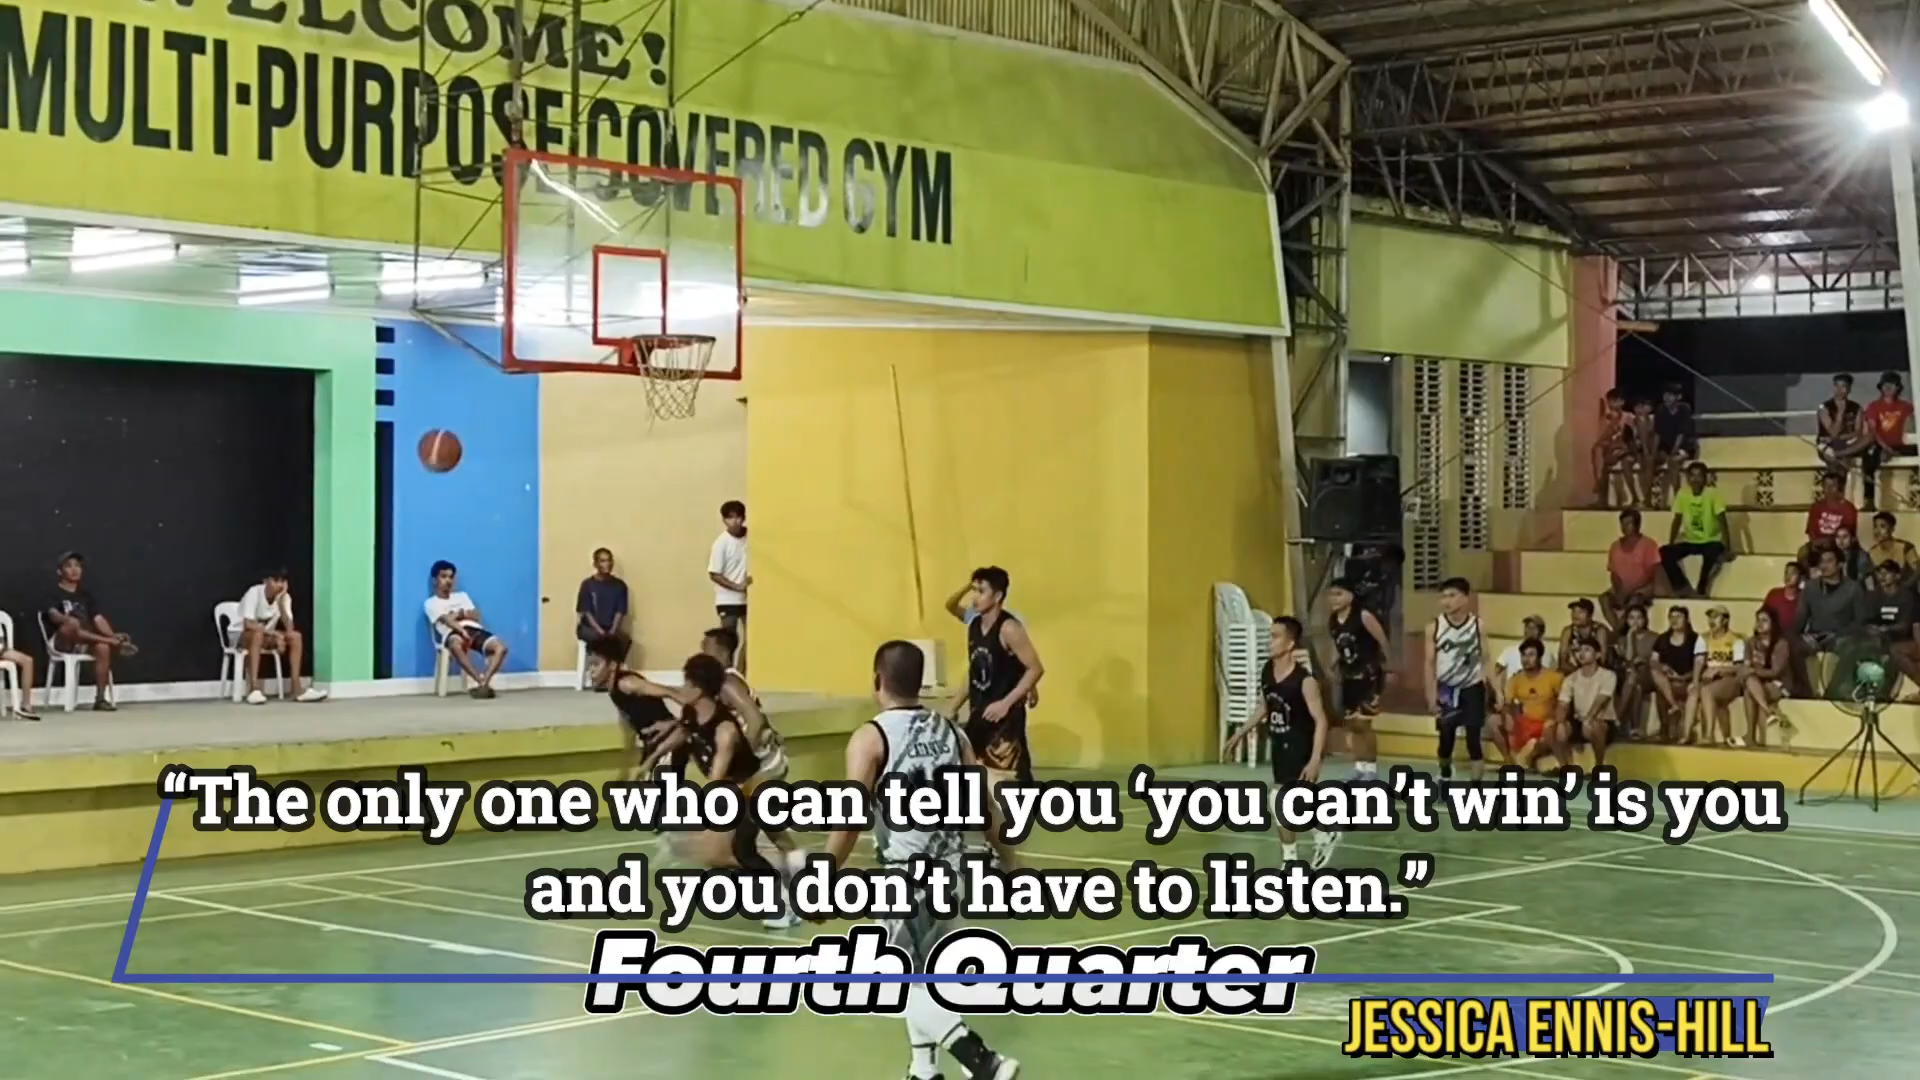 WELCOME!
MULTI-PURPOSE COVERED GYM
“The only one who can tell you ‘you can’t win’ is you
and you don’t have to listen.”
Fourth Quarter
JESSICA ENNIS-HILL